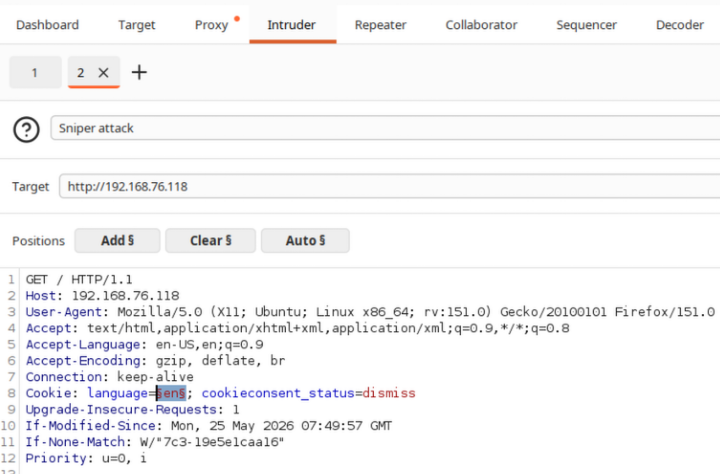 Dashboard Target Proxy Intruder Repeater Collaborator Sequencer Decoder
1 2 × +
? Sniper attack
Target http://192.168.76.118
Positions Add § Clear § Auto §
1 GET / HTTP/1.1
2 Host: 192.168.76.118
3 User-Agent: Mozilla/5.0 (X11; Ubuntu; Linux x86_64; rv:151.0) Gecko/20100101 Firefox/151.0
4 Accept: text/html,application/xhtml+xml,application/xml;q=0.9,*/*;q=0.8
5 Accept-Language: en-US,en;q=0.9
6 Accept-Encoding: gzip, deflate, br
7 Connection: keep-alive
8 Cookie: language=§en§; cookieconsent_status=dismiss
9 Upgrade-Insecure-Requests: 1
10 If-Modified-Since: Mon, 25 May 2026 07:49:57 GMT
11 If-None-Match: W/"7c3-19e5e1caa16"
12 Priority: u=0, i